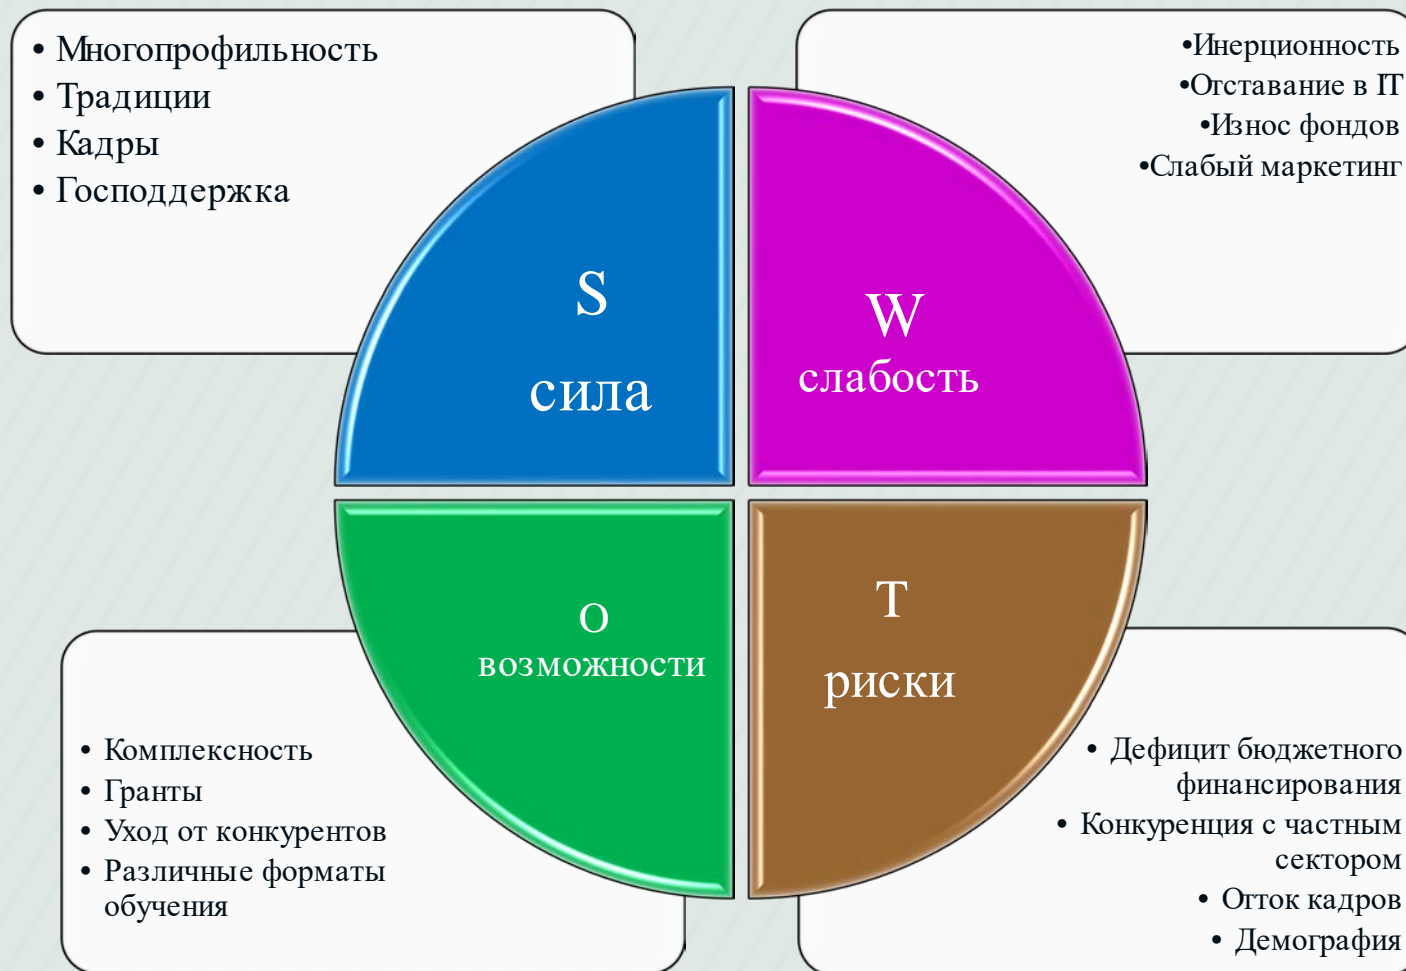 • Многопрофильность
• Традиции
• Кадры
• Господдержка
•Инерционность
•Отставание в IT
•Износ фондов
•Слабый маркетинг
S
сила
W
слабость
O
возможности
T
риски
• Комплексность
• Гранты
• Уход от конкурентов
• Различные форматы
обучения
• Дефицит бюджетного
финансирования
• Конкуренция с частным
сектором
• Отток кадров
• Демография